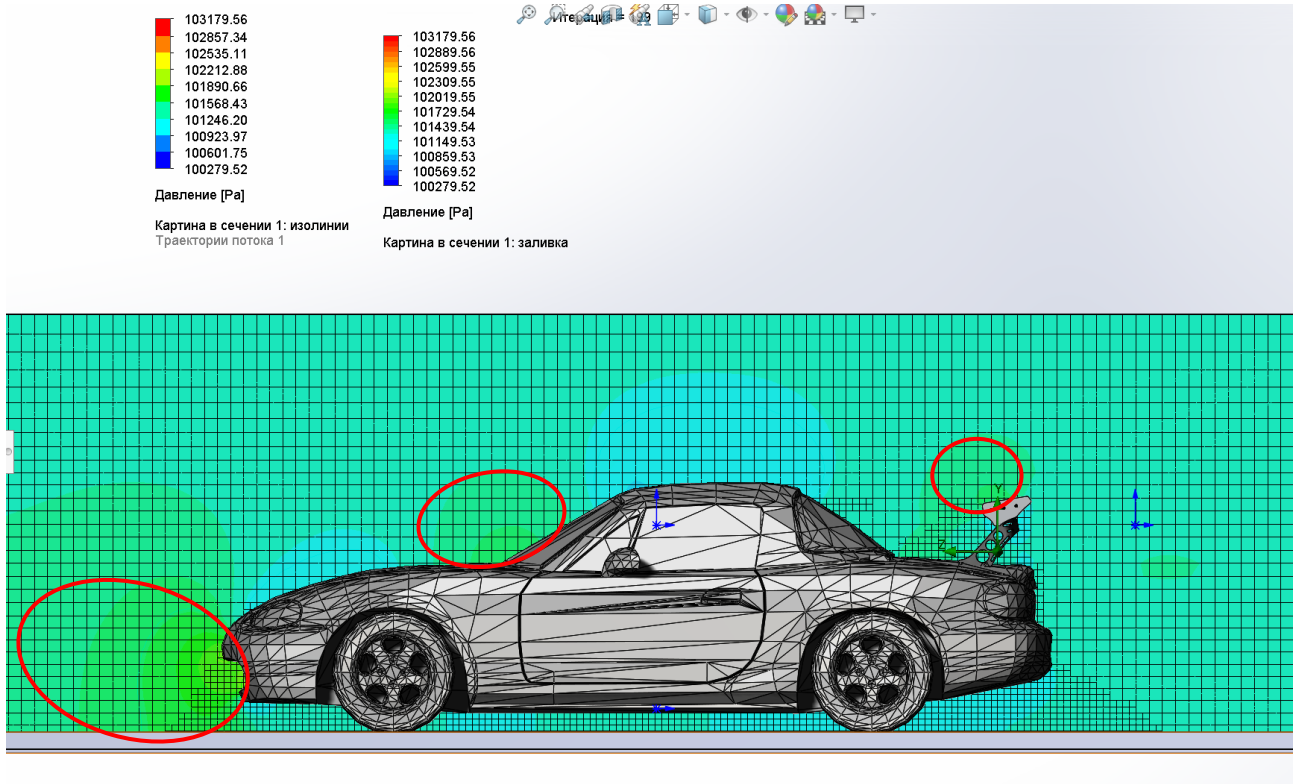 Итерация = 199
103179.56
102857.34
102535.11
102212.88
101890.66
101568.43
101246.20
100923.97
100601.75
100279.52
Давление [Pa]
Картина в сечении 1: изолинии
Траектории потока 1
103179.56
102889.56
102599.55
102309.55
102019.55
101729.54
101439.54
101149.53
100859.53
100569.52
100279.52
Давление [Pa]
Картина в сечении 1: заливка
Y
Z